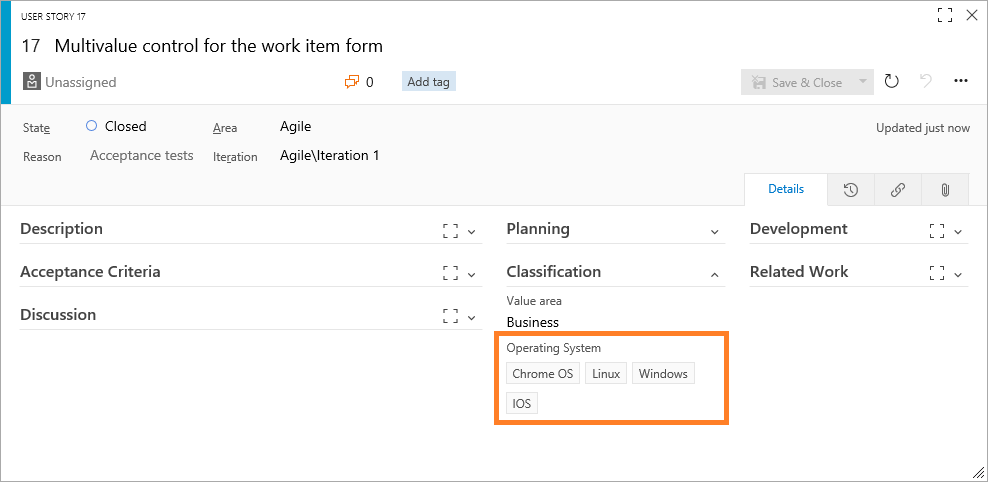 USER STORY 17
17 Multivalue control for the work item form
Unassigned
0
Add tag
Save & Close
State
Closed
Area
Agile
Updated just now
Reason
Acceptance tests
Iteration
Agile\Iteration 1
Details
Description
Planning
Development
Acceptance Criteria
Classification
Related Work
Value area
Business
Discussion
Operating System
Chrome OS Linux Windows
IOS